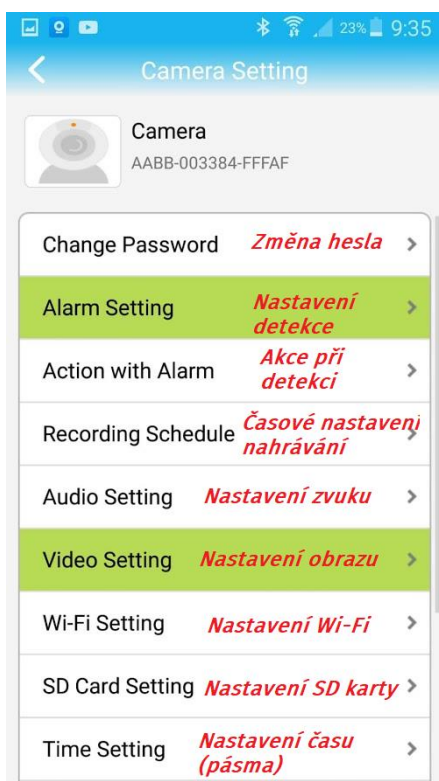 23% 9:35
Camera Setting
Camera
AABB-003384-FFFAF
Change Password Změna hesla
Alarm Setting Nastavení
detekce
Action with Alarm Akce při
detekci
Recording Schedule Časové nastavení
nahrávání
Audio Setting Nastavení zvuku
Video Setting Nastavení obrazu
Wi-Fi Setting Nastavení Wi-Fi
SD Card Setting Nastavení SD karty
Time Setting Nastavení času
(pásma)